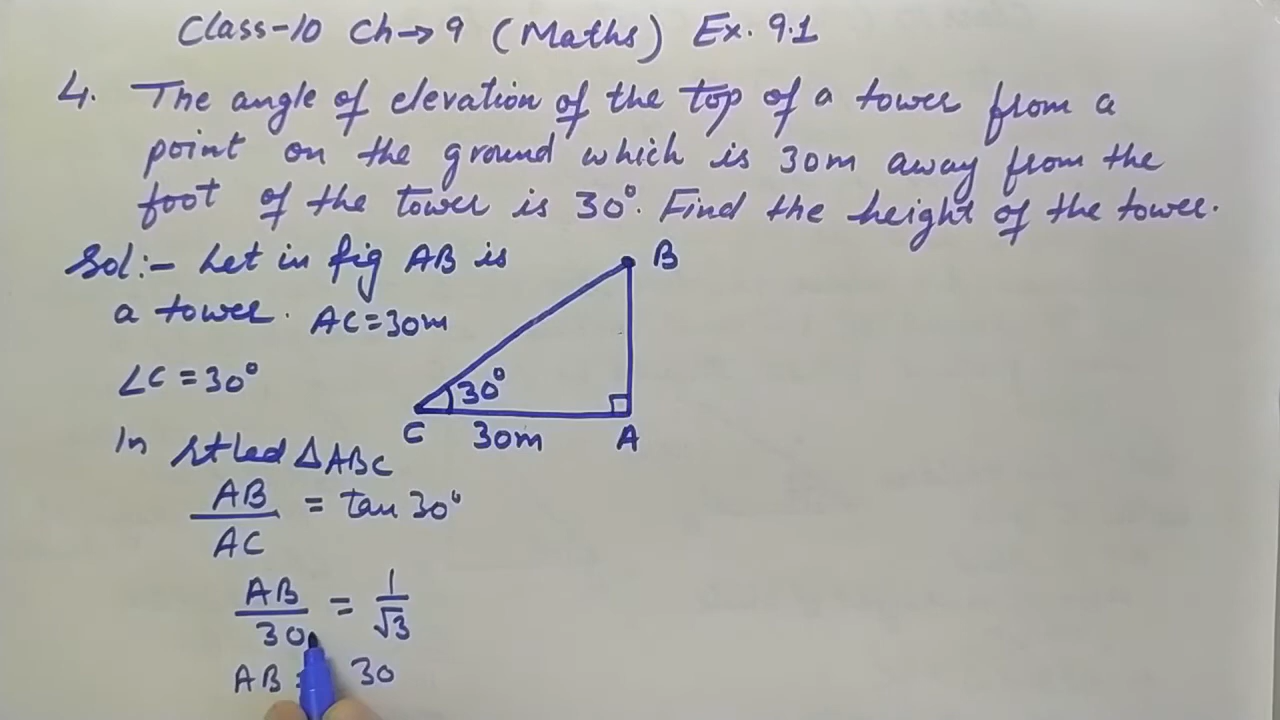 Class-10 Ch→9 (Maths) Ex. 9.1
4. The angle of elevation of the top of a tower from a
point on the ground which is 30m away from the
foot of the tower is 30°. Find the height of the tower.
Sol:- Let in fig AB is
a tower. AC=30m
∠C=30°
In rt∠ed ΔABC
AB/AC = tan 30°
AB/30 = 1/√3
AB = 30
B
30°
C 30m A